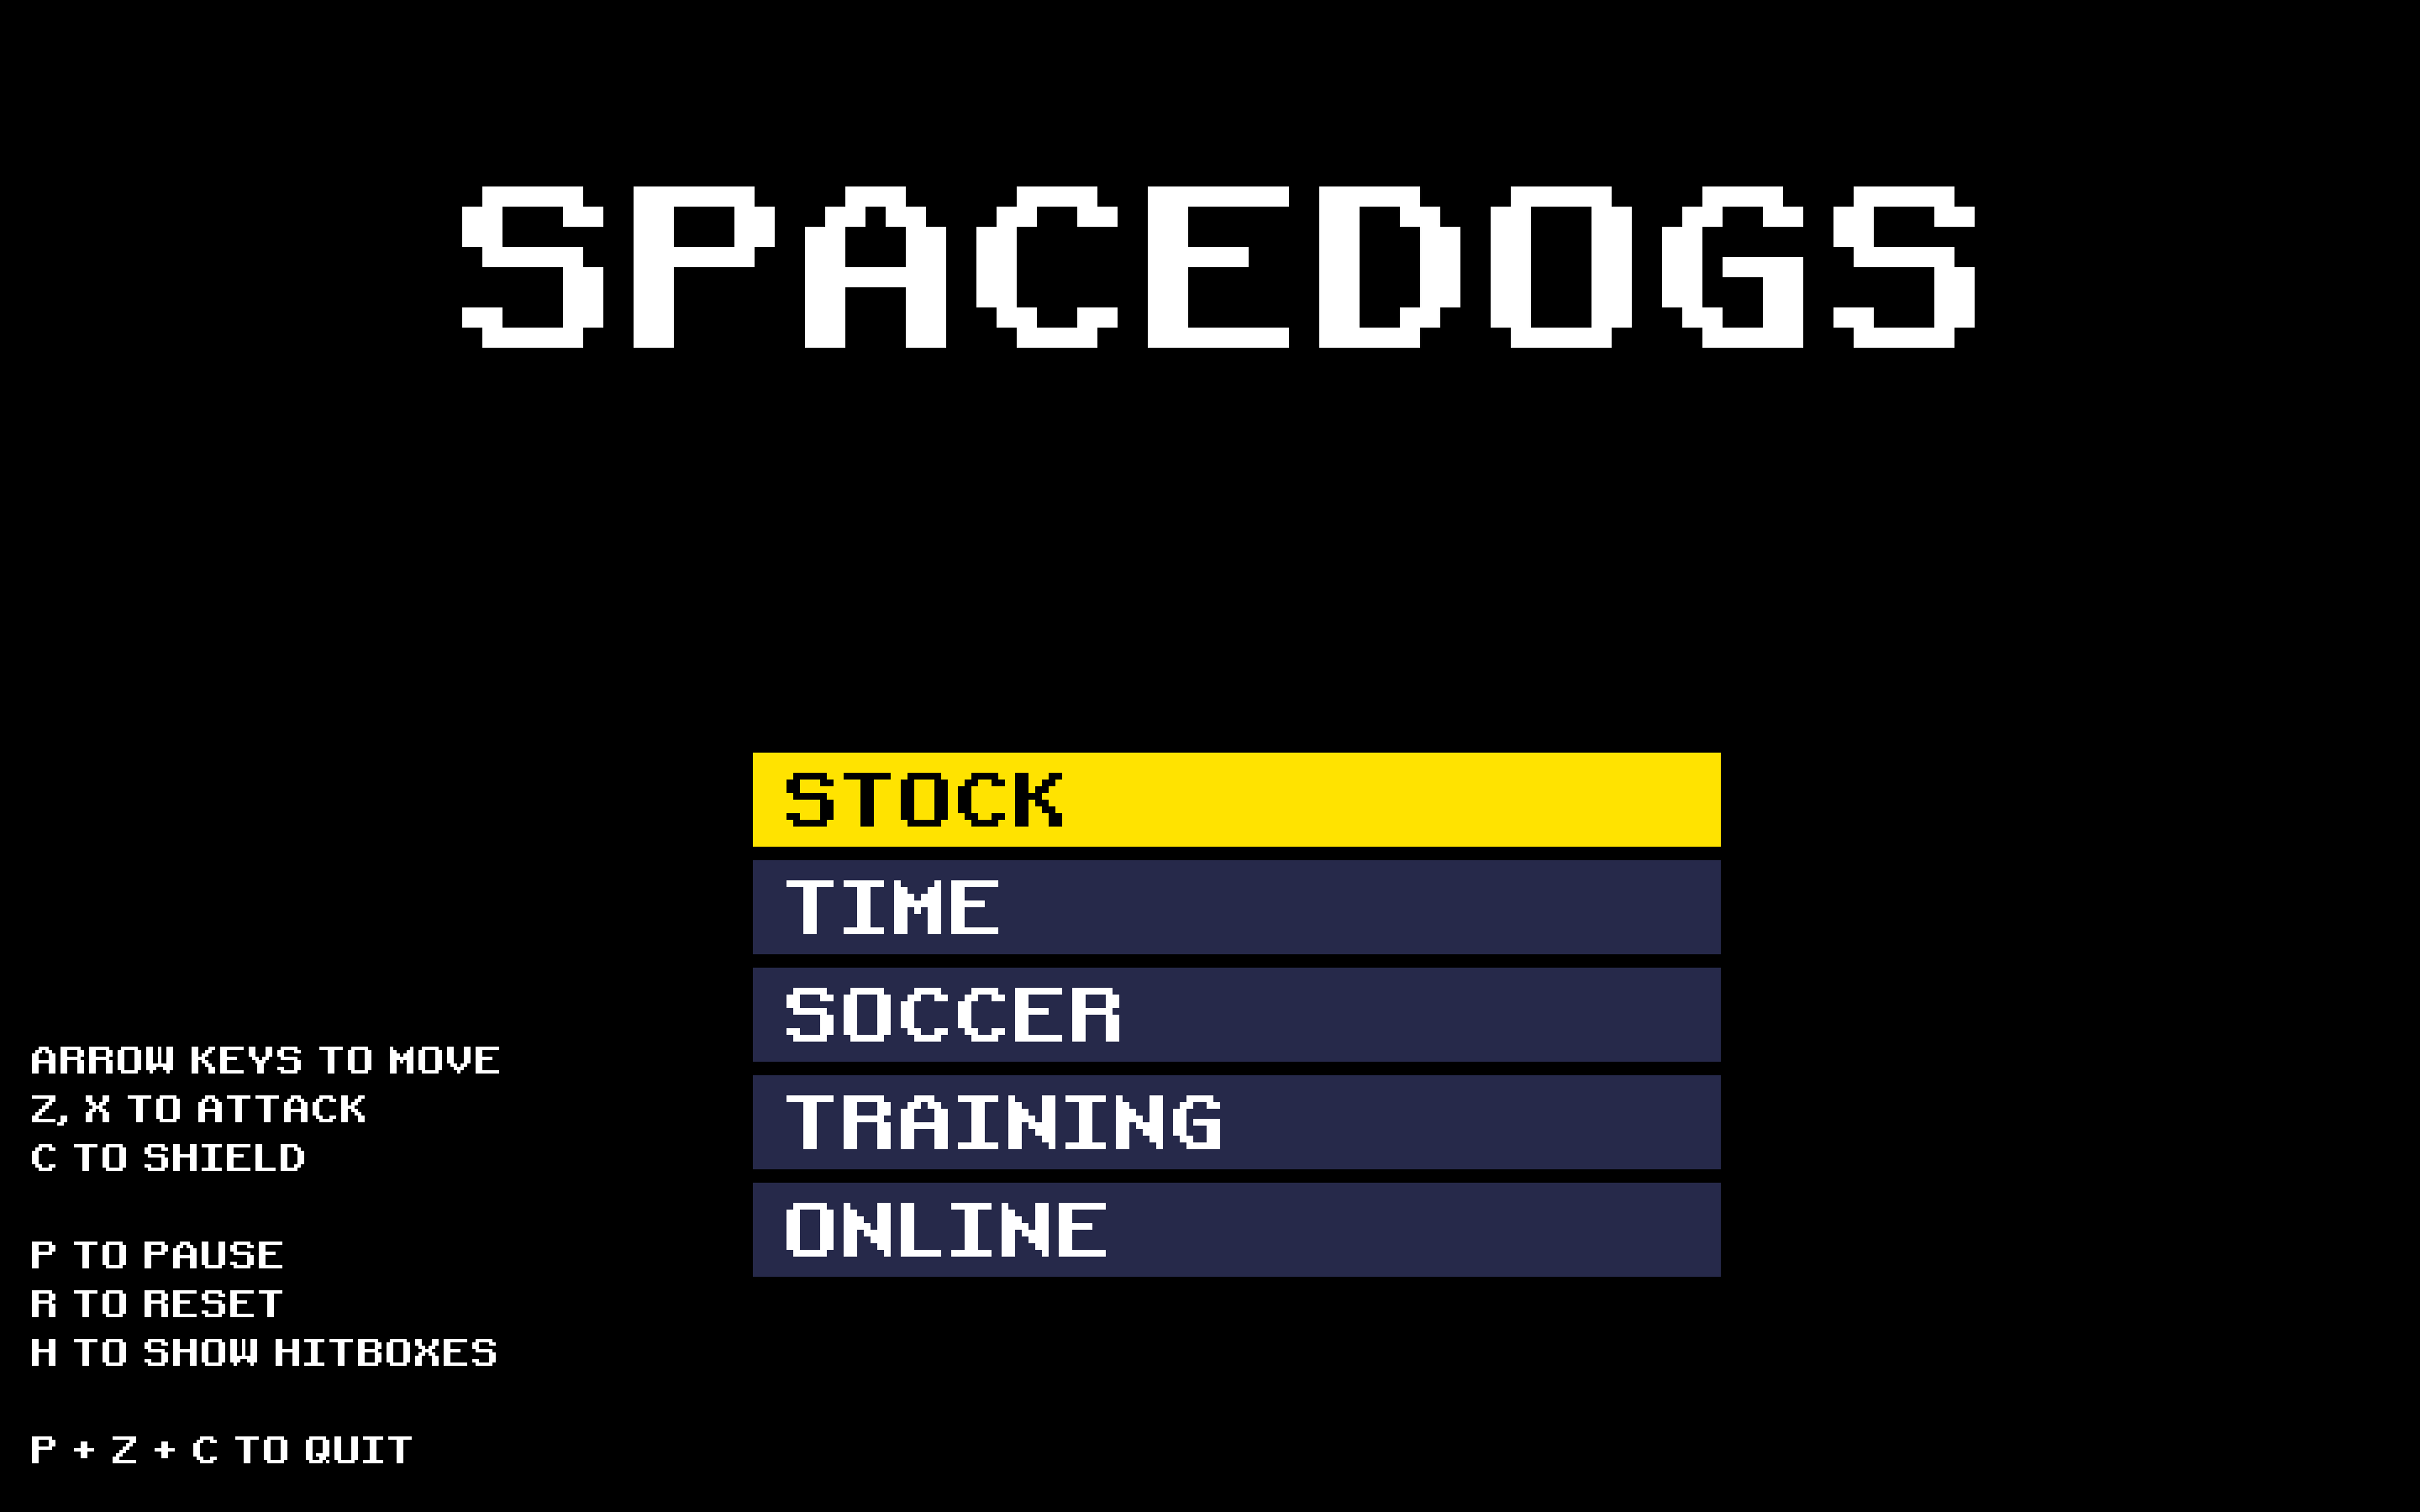 SPACEDOGS
STOCK
TIME
SOCCER
TRAINING
ONLINE
ARROW KEYS TO MOVE
Z, X TO ATTACK
C TO SHIELD
P TO PAUSE
R TO RESET
H TO SHOW HITBOXES
P + Z + C TO QUIT